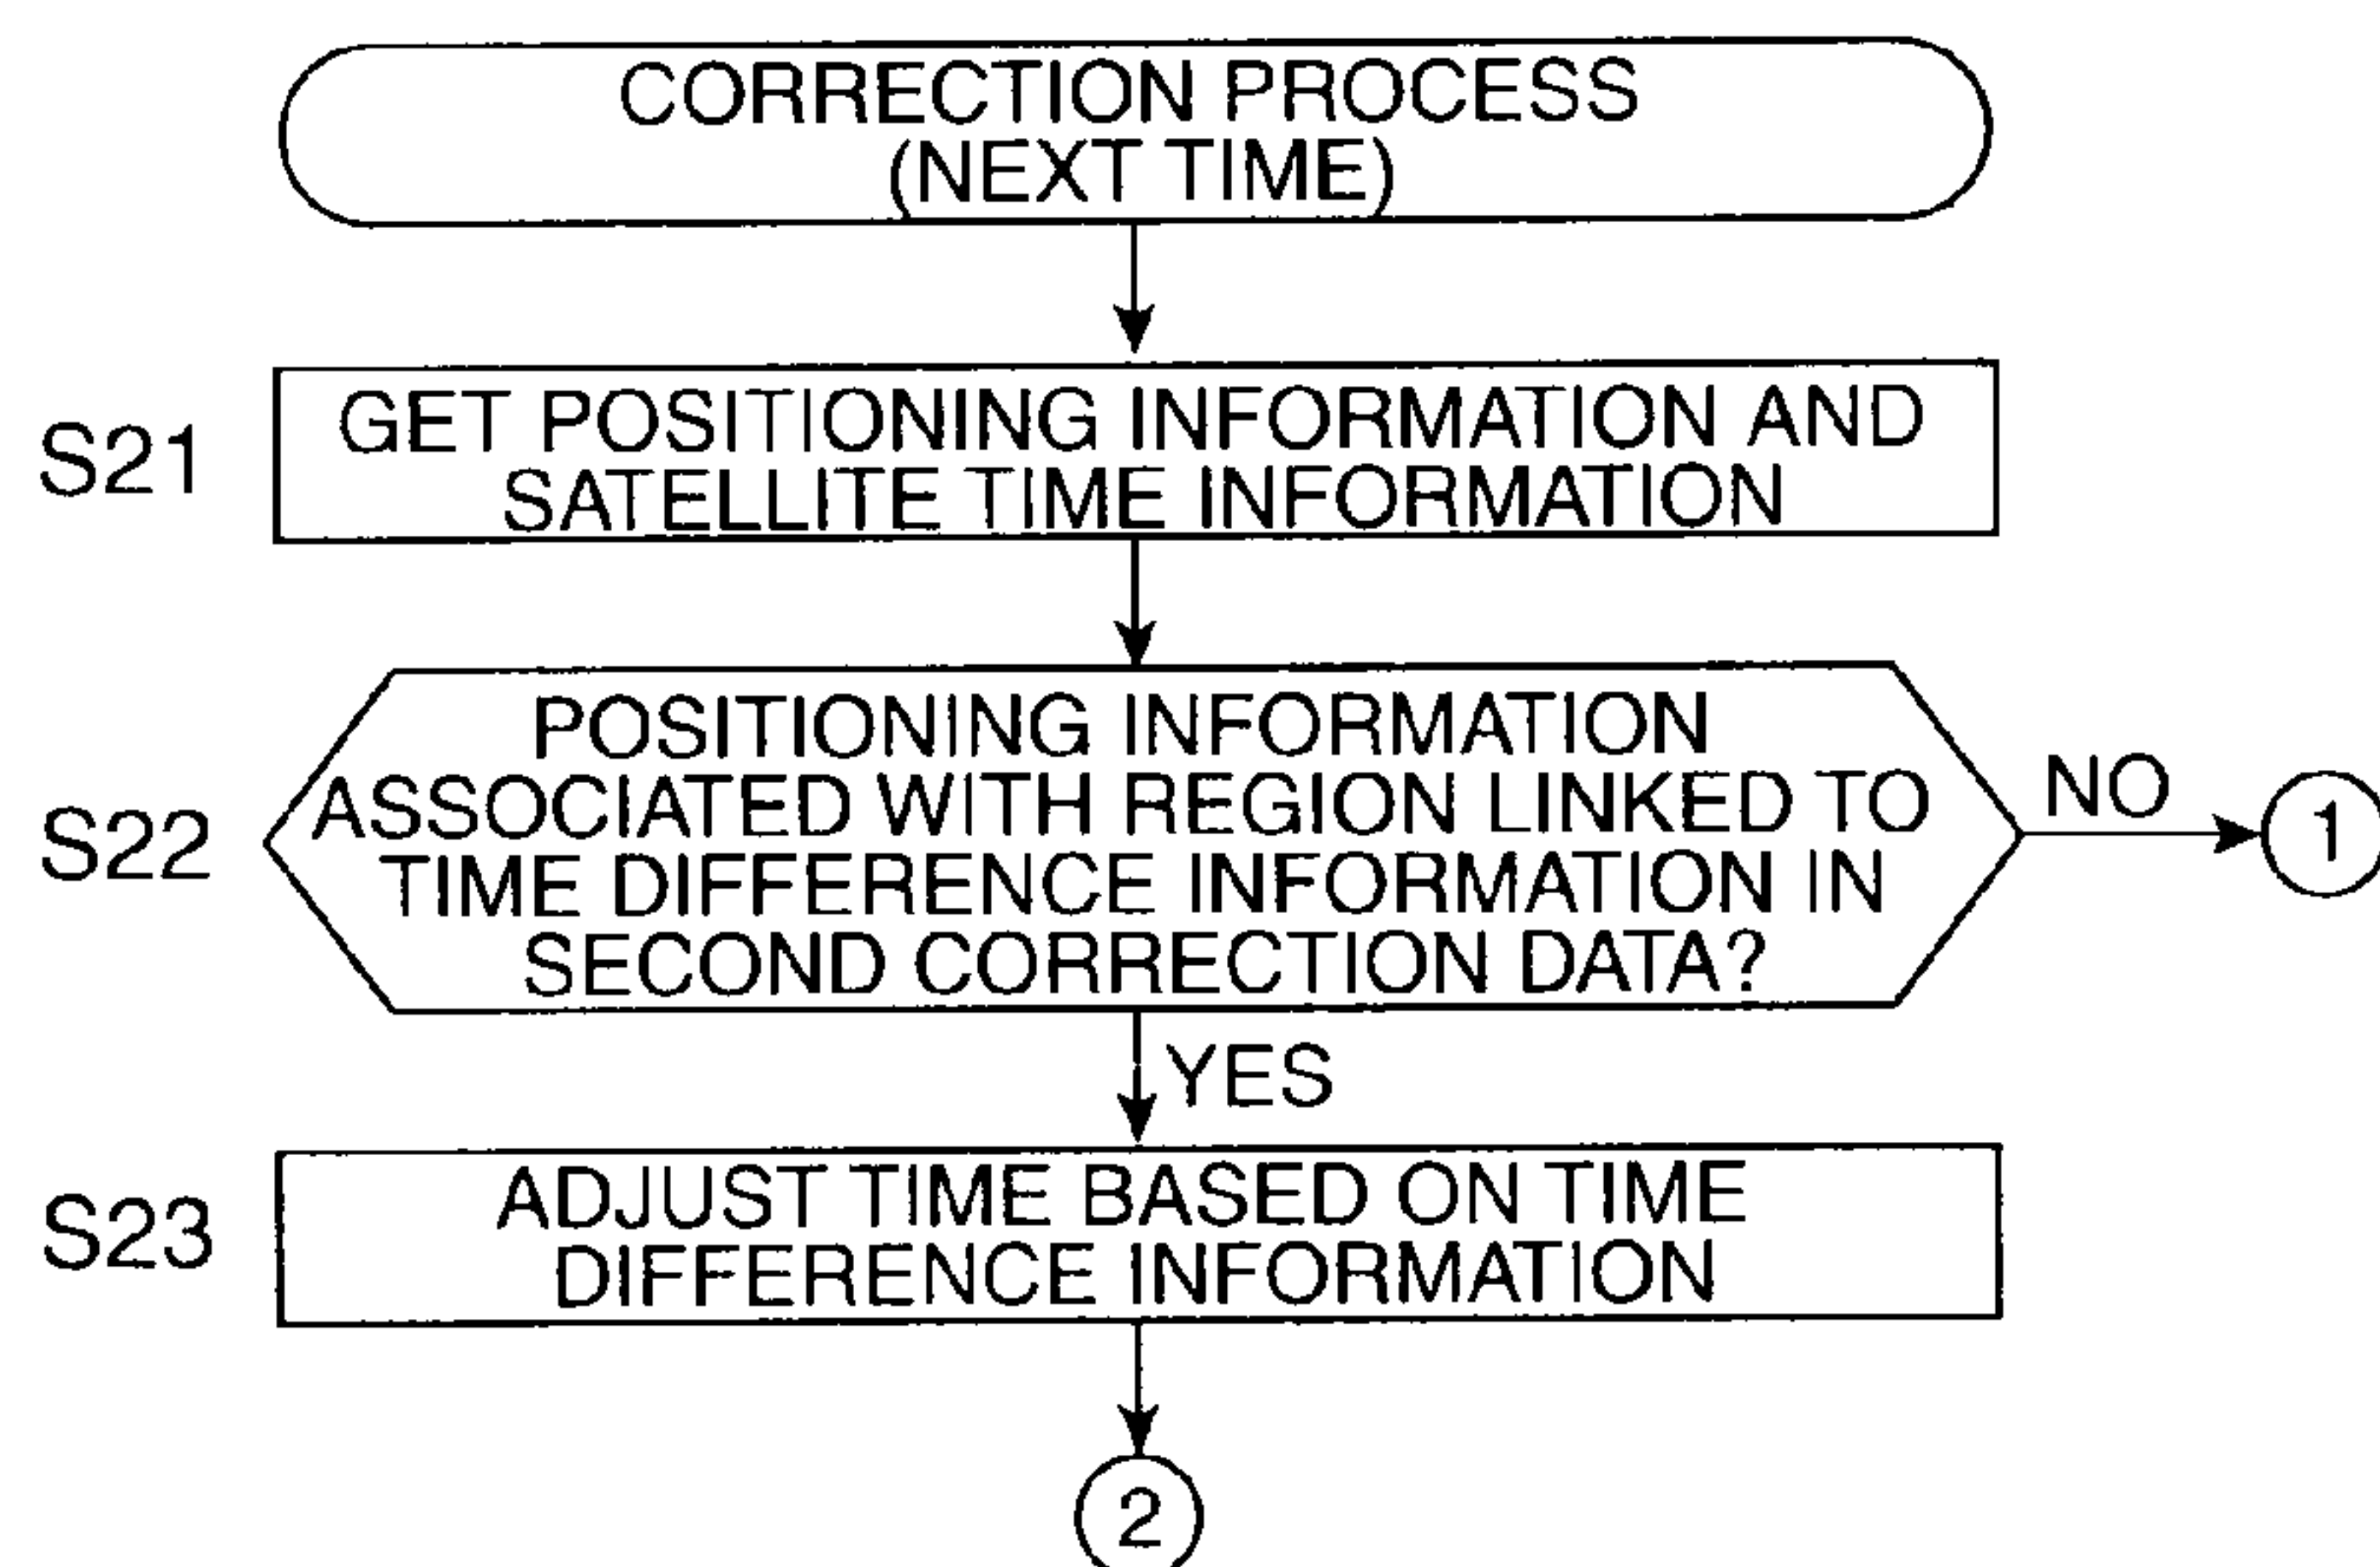 CORRECTION PROCESS
(NEXT TIME)
S21
GET POSITIONING INFORMATION AND
SATELLITE TIME INFORMATION
S22
POSITIONING INFORMATION
ASSOCIATED WITH REGION LINKED TO
TIME DIFFERENCE INFORMATION IN
SECOND CORRECTION DATA?
NO
1
YES
S23
ADJUST TIME BASED ON TIME
DIFFERENCE INFORMATION
2